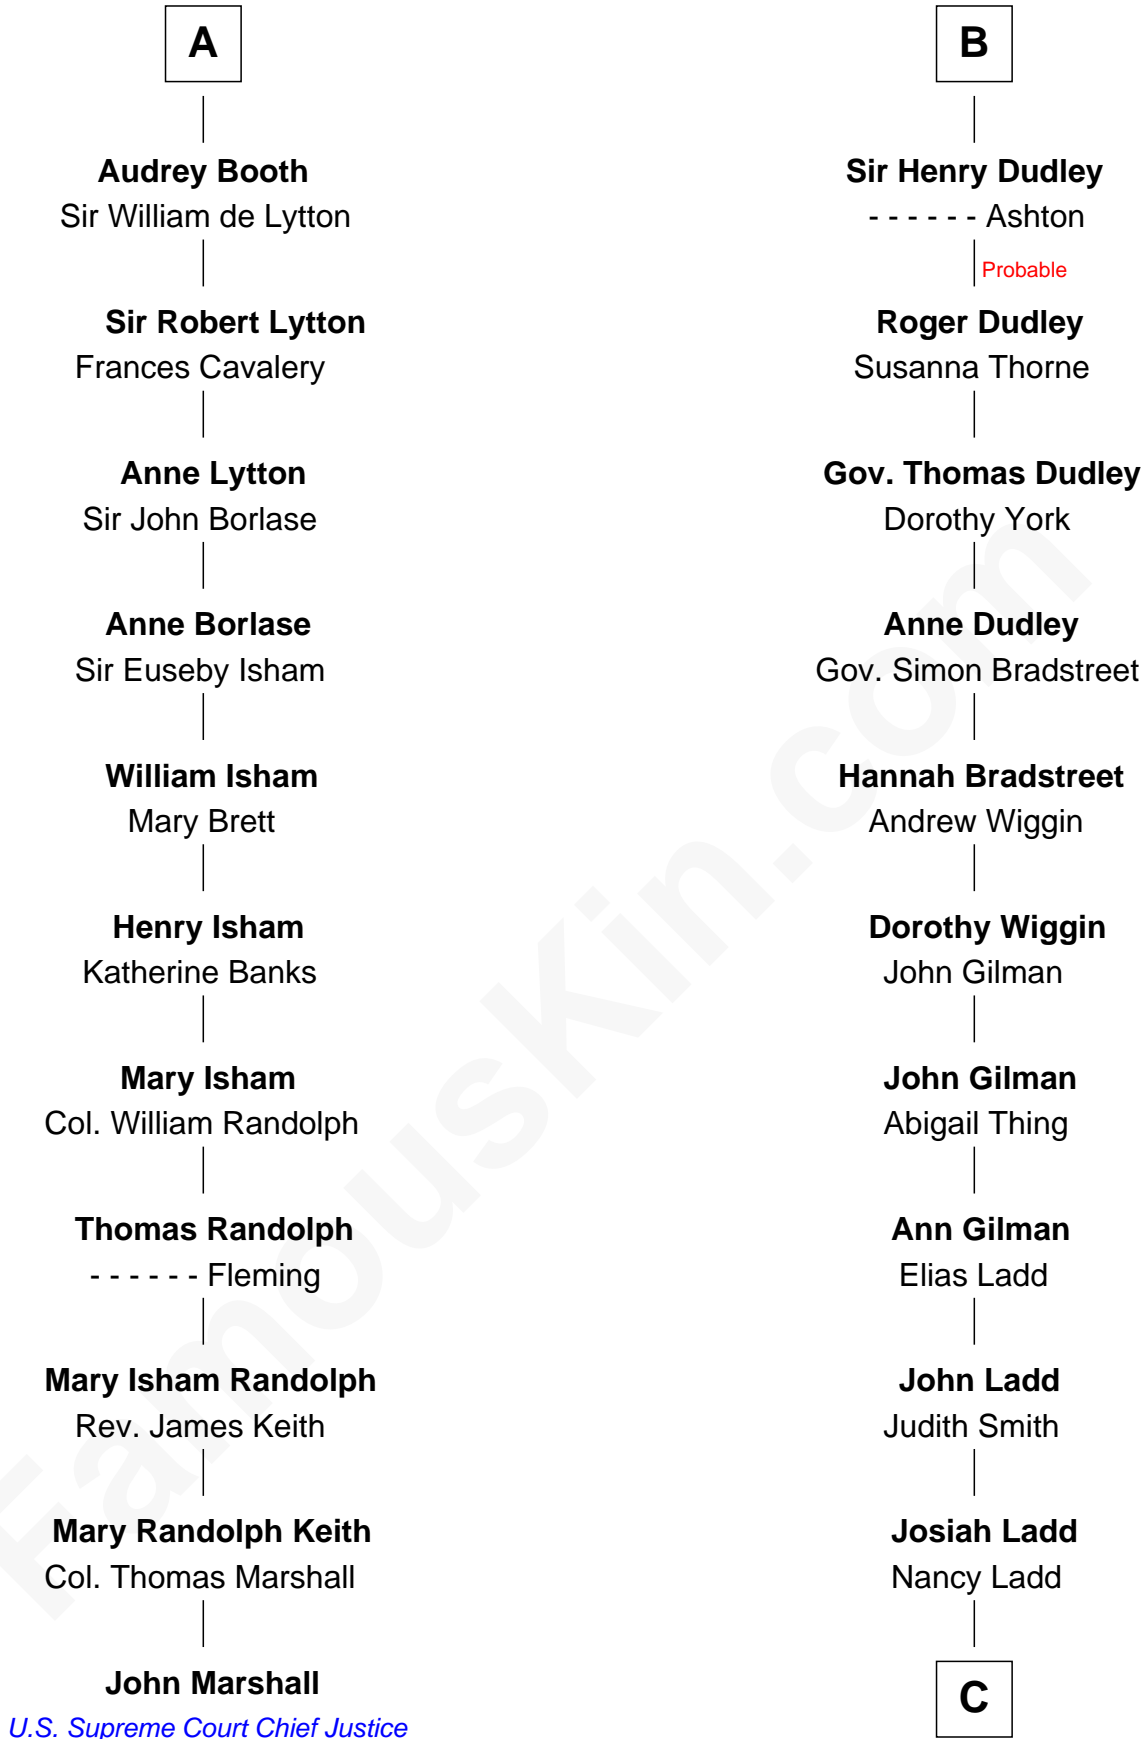 A
Audrey Booth
Sir William de Lytton
Sir Robert Lytton
Frances Cavalery
Anne Lytton
Sir John Borlase
Anne Borlase
Sir Euseby Isham
William Isham
Mary Brett
Henry Isham
Katherine Banks
Mary Isham
Col. William Randolph
Thomas Randolph
- - - - - - Fleming
Mary Isham Randolph
Rev. James Keith
Mary Randolph Keith
Col. Thomas Marshall
John Marshall
U.S. Supreme Court Chief Justice
B
Sir Henry Dudley
- - - - - - Ashton
Probable
Roger Dudley
Susanna Thorne
Gov. Thomas Dudley
Dorothy York
Anne Dudley
Gov. Simon Bradstreet
Hannah Bradstreet
Andrew Wiggin
Dorothy Wiggin
John Gilman
John Gilman
Abigail Thing
Ann Gilman
Elias Ladd
John Ladd
Judith Smith
Josiah Ladd
Nancy Ladd
C
FamousKin.com